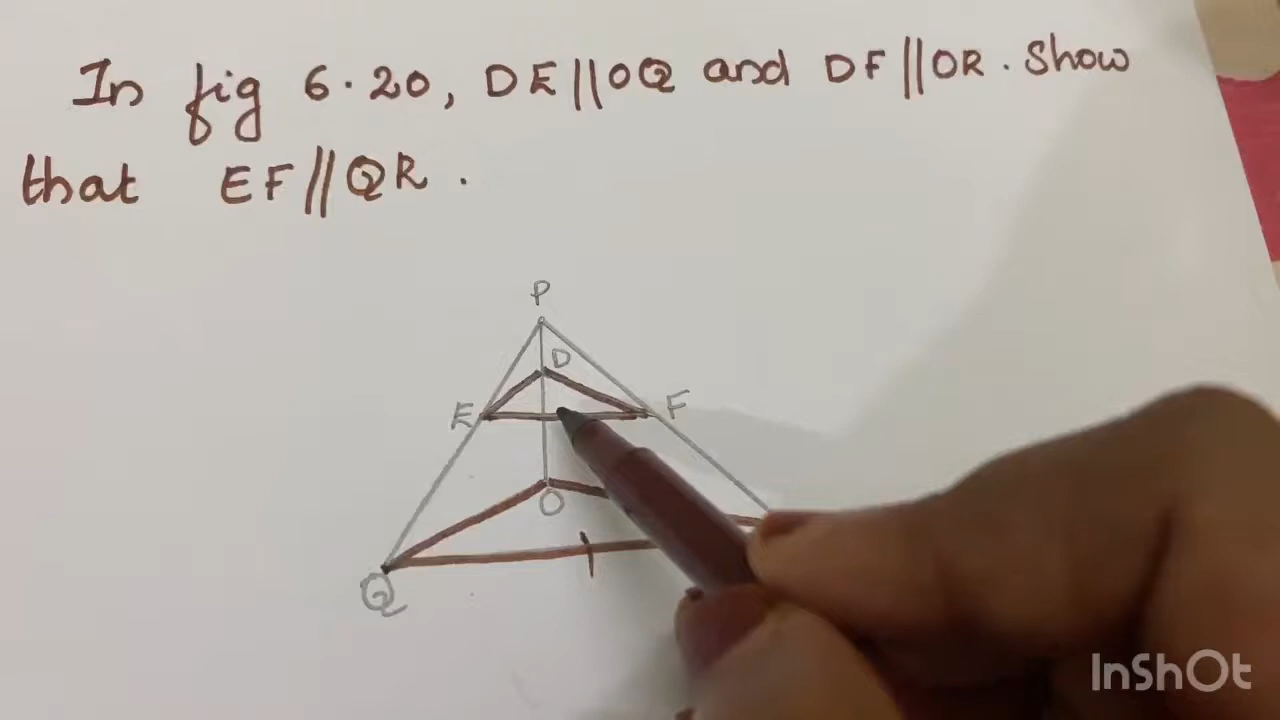 In fig 6.20, DE||OQ and DF||OR. Show
that EF||QR.
P
D
E
F
O
Q
InShOt